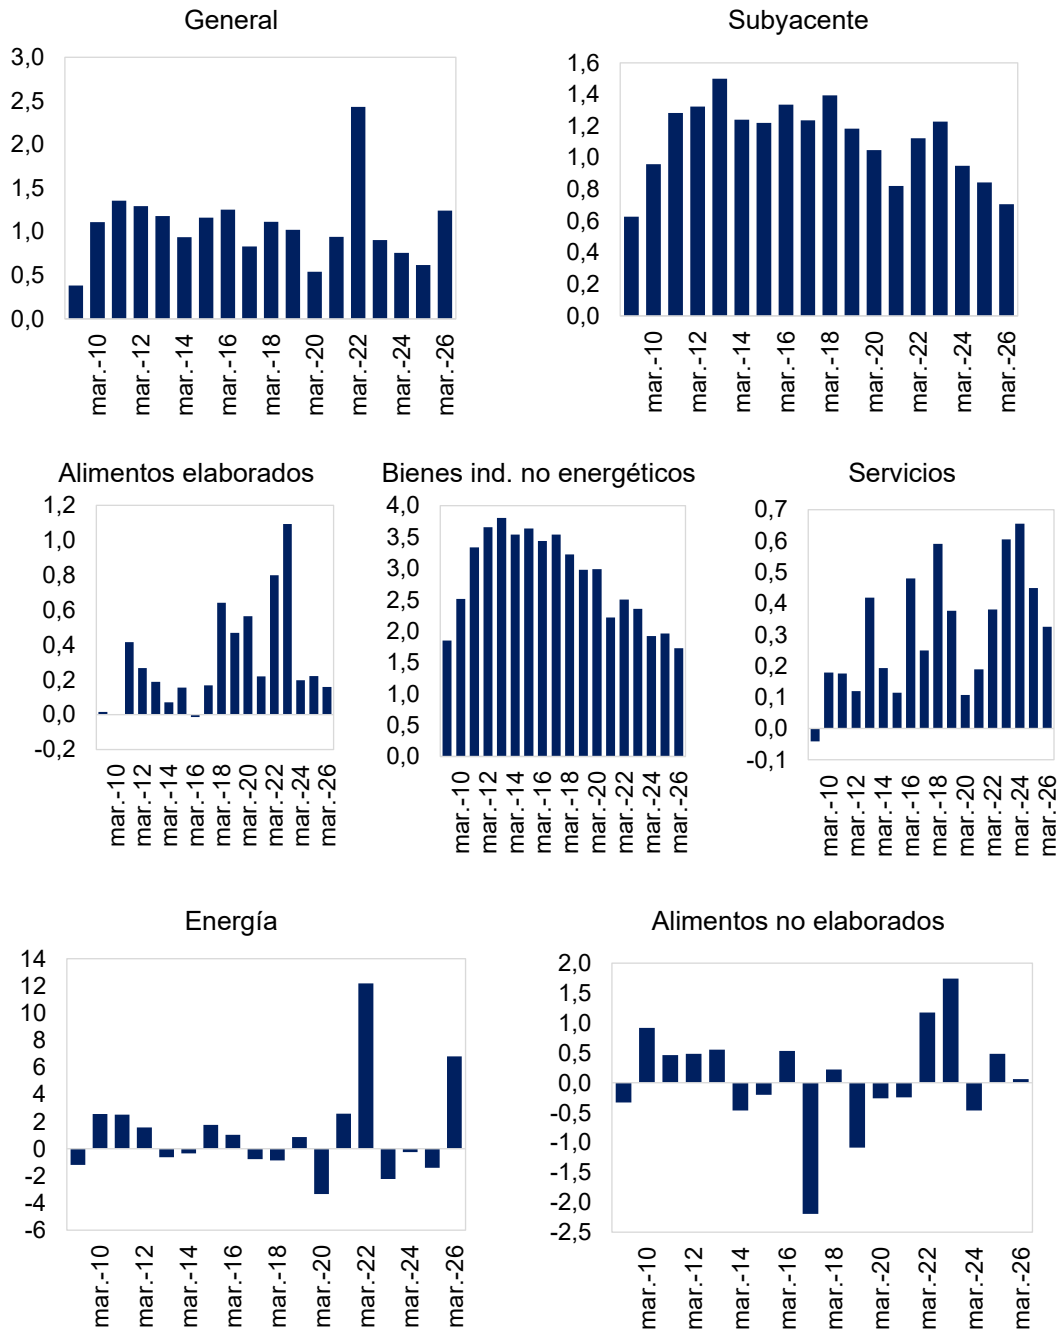 General
3,0
2,5
2,0
1,5
1,0
0,5
0,0
mar.-10
mar.-12
mar.-14
mar.-16
mar.-18
mar.-20
mar.-22
mar.-24
mar.-26
Subyacente
1,6
1,4
1,2
1,0
0,8
0,6
0,4
0,2
0,0
mar.-10
mar.-12
mar.-14
mar.-16
mar.-18
mar.-20
mar.-22
mar.-24
mar.-26
Alimentos elaborados
1,2
1,0
0,8
0,6
0,4
0,2
0,0
-0,2
mar.-10
mar.-12
mar.-14
mar.-16
mar.-18
mar.-20
mar.-22
mar.-24
mar.-26
Bienes ind. no energéticos
4,0
3,5
3,0
2,5
2,0
1,5
1,0
0,5
0,0
mar.-10
mar.-12
mar.-14
mar.-16
mar.-18
mar.-20
mar.-22
mar.-24
mar.-26
Servicios
0,7
0,6
0,5
0,4
0,3
0,2
0,1
0,0
-0,1
mar.-10
mar.-12
mar.-14
mar.-16
mar.-18
mar.-20
mar.-22
mar.-24
mar.-26
Energía
14
12
10
8
6
4
2
0
-2
-4
-6
mar.-10
mar.-12
mar.-14
mar.-16
mar.-18
mar.-20
mar.-22
mar.-24
mar.-26
Alimentos no elaborados
2,0
1,5
1,0
0,5
0,0
-0,5
-1,0
-1,5
-2,0
-2,5
mar.-10
mar.-12
mar.-14
mar.-16
mar.-18
mar.-20
mar.-22
mar.-24
mar.-26